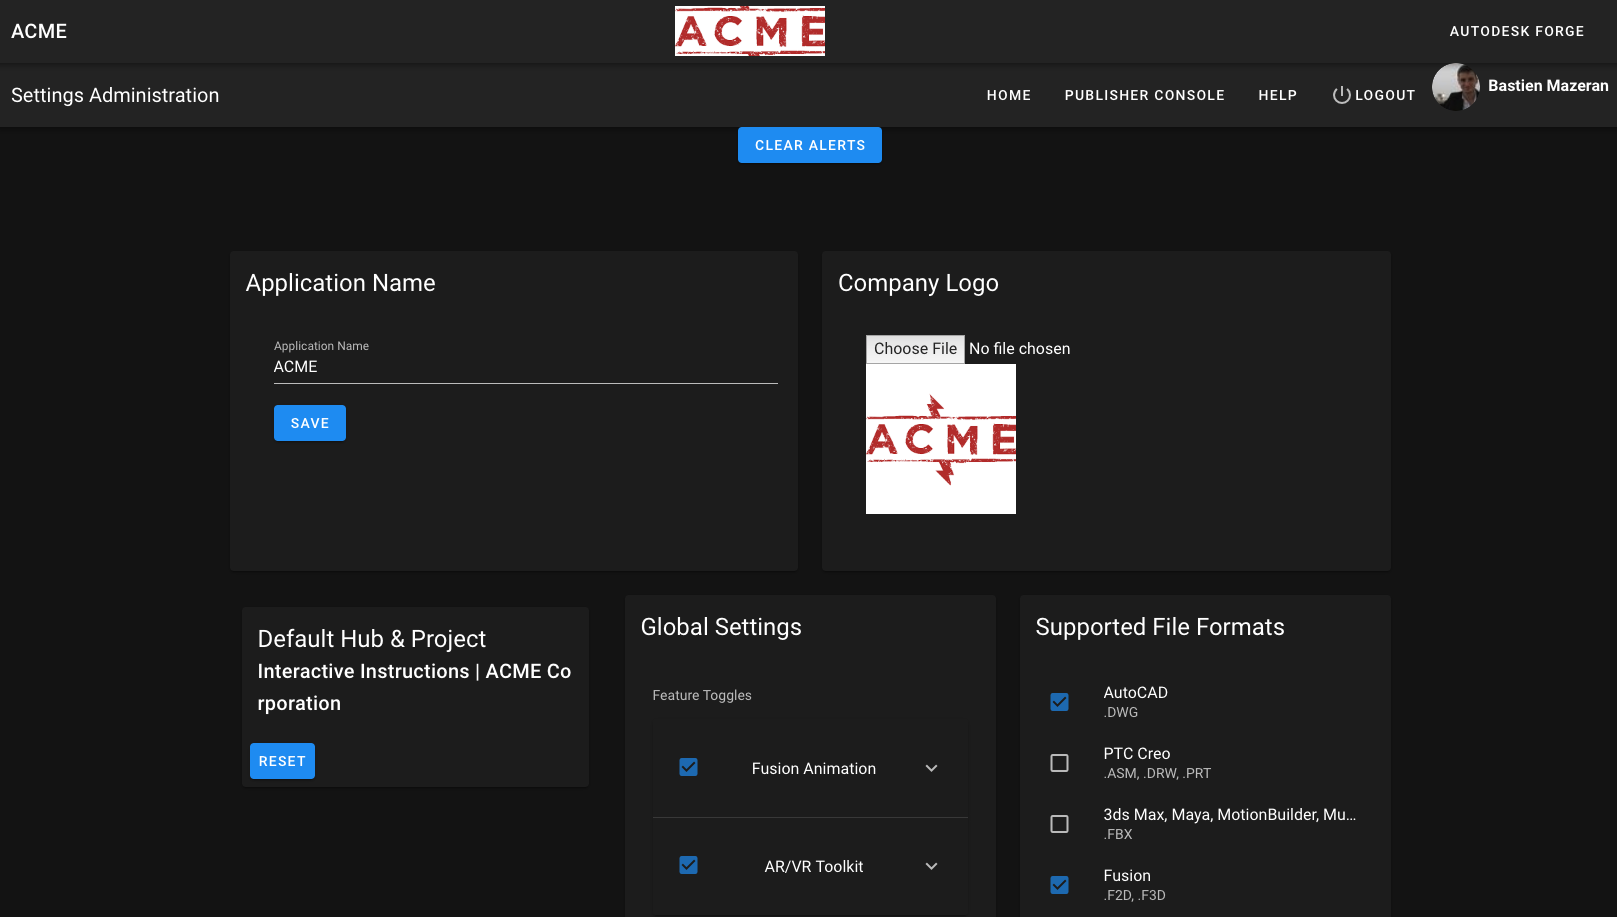 ACME
ACME
AUTODESK FORGE
Settings Administration
HOME
PUBLISHER CONSOLE
HELP
LOGOUT
Bastien Mazeran
CLEAR ALERTS
Application Name
Application Name
ACME
SAVE
Company Logo
Choose File No file chosen
ACME
Default Hub & Project
Interactive Instructions | ACME Co
rporation
RESET
Global Settings
Feature Toggles
Fusion Animation
AR/VR Toolkit
Supported File Formats
AutoCAD
.DWG
PTC Creo
.ASM, .DRW, .PRT
3ds Max, Maya, MotionBuilder, Mu...
.FBX
Fusion
.F2D, .F3D